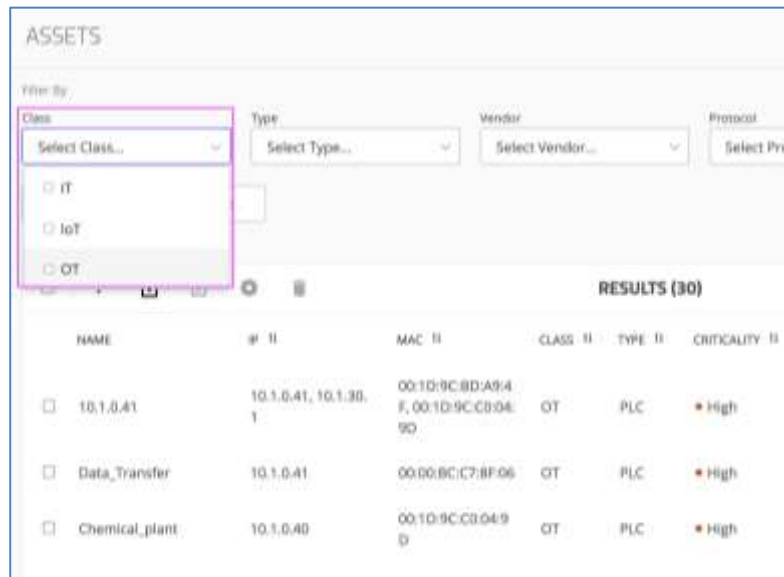 ASSETS
Filter By
Class Type Vendor Protocol
Select Class... Select Type... Select Vendor... Select Pr
IT
IoT
OT
RESULTS (30)
NAME IP MAC CLASS TYPE CRITICALITY
10.1.0.41 10.1.0.41, 10.1.30. 00:1D:9C:BD:A9:4 OT PLC High
1 F, 00:1D:9C:C0:04:
9D
Data_Transfer 10.1.0.41 00:00:BC:C7:8F:06 OT PLC High
Chemical_plant 10.1.0.40 00:1D:9C:C0:04:9 OT PLC High
D